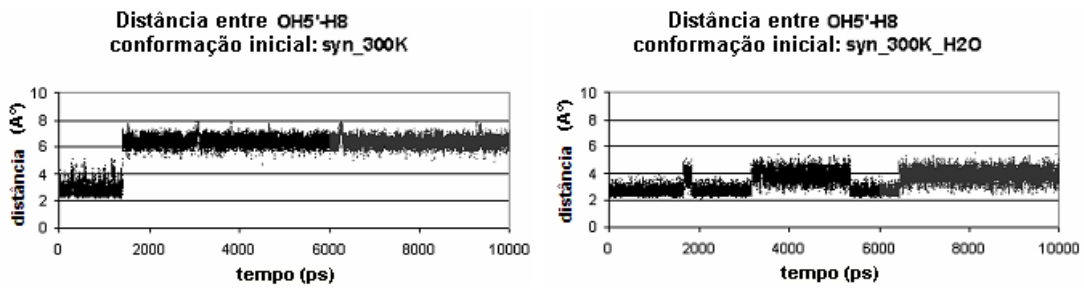 Distância entre OH5'-H8
conformação inicial: syn_300K
10
8
6
4
2
0
distância (A°)
0 2000 4000 6000 8000 10000
tempo (ps)
Distância entre OH5'-H8
conformação inicial: syn_300K_H2O
10
8
6
4
2
0
distância (A°)
0 2000 4000 6000 8000 10000
tempo (ps)